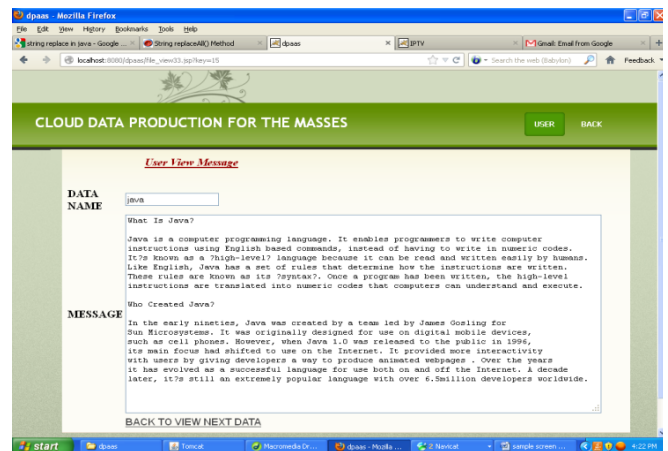 dpaas - Mozilla Firefox
File Edit View History Bookmarks Tools Help
string replace in java - Google ... × String replaceAll() Method × dpaas × IPTV × Gmail: Email from Google × +
localhost:8080/dpaas/file_view33.jsp?key=15 Search the web (Babylon) Feedback
CLOUD DATA PRODUCTION FOR THE MASSES USER BACK
User View Message
DATA NAME java
What Is Java?
Java is a computer programming language. It enables programmers to write computer
instructions using English based commands, instead of having to write in numeric codes.
It?s known as a ?high-level? language because it can be read and written easily by humans.
Like English, Java has a set of rules that determine how the instructions are written.
These rules are known as its ?syntax?. Once a program has been written, the high-level
instructions are translated into numeric codes that computers can understand and execute.
Who Created Java?
MESSAGE
In the early nineties, Java was created by a team led by James Gosling for
Sun Microsystems. It was originally designed for use on digital mobile devices,
such as cell phones. However, when Java 1.0 was released to the public in 1996,
its main focus had shifted to use on the Internet. It provided more interactivity
with users by giving developers a way to produce animated webpages . Over the years
it has evolved as a successful language for use both on and off the Internet. A decade
later, it?s still an extremely popular language with over 6.5million developers worldwide.
BACK TO VIEW NEXT DATA
start dpaas Tomcat Macromedia Dr... dpaas - Mozilla ... 2 Navicat sample screen ... 4:22 PM